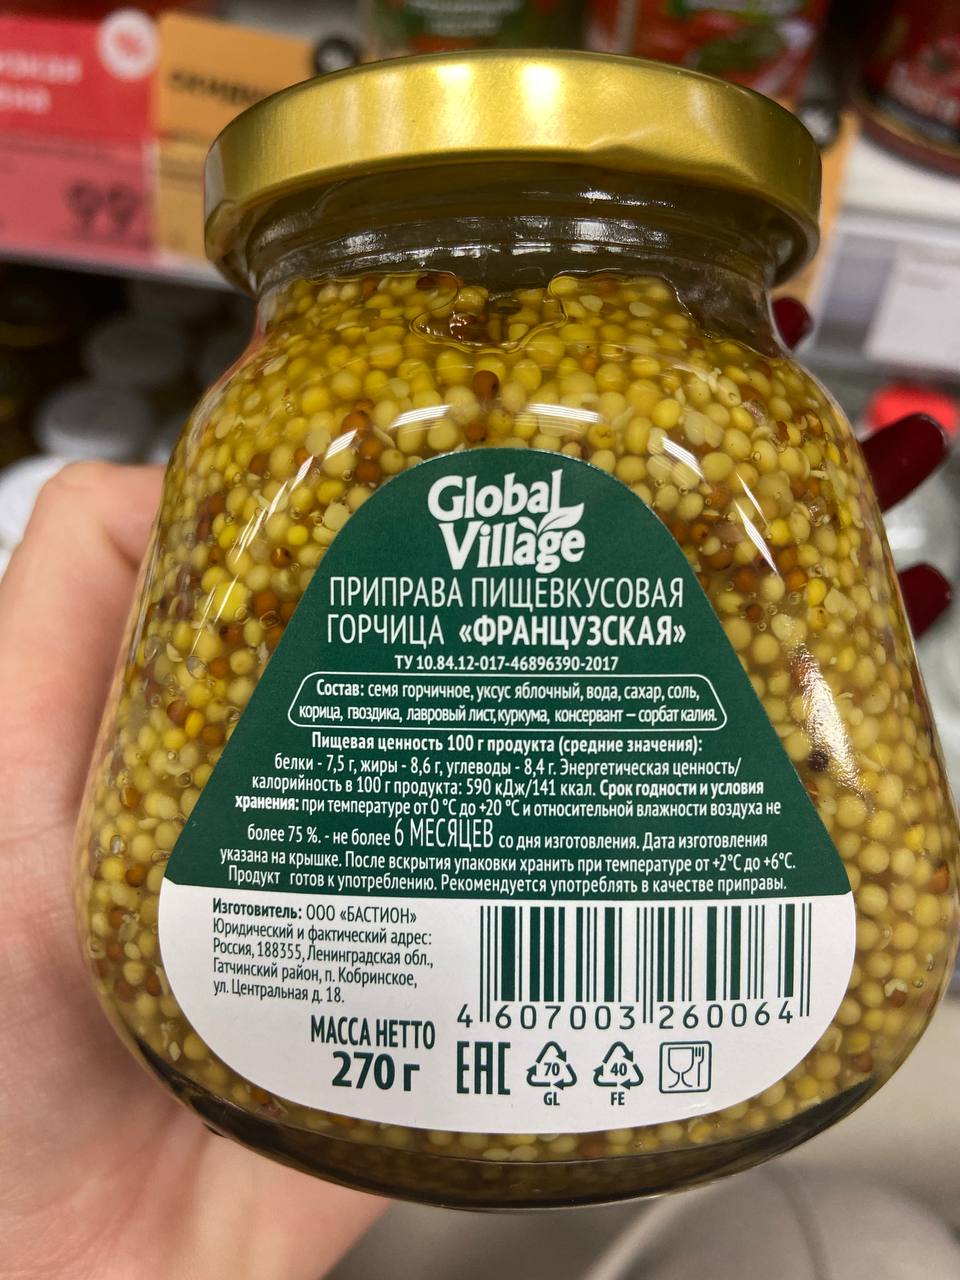 99
Global
Village
ПРИПРАВА ПИЩЕВКУСОВАЯ
ГОРЧИЦА «ФРАНЦУЗСКАЯ»
ТУ 10.84.12-017-46896390-2017
Состав: семя горчичное, уксус яблочный, вода, сахар, соль,
корица, гвоздика, лавровый лист, куркума, консервант – сорбат калия.
Пищевая ценность 100 г продукта (средние значения):
белки - 7,5 г, жиры - 8,6 г, углеводы - 8,4 г. Энергетическая ценность/
калорийность в 100 г продукта: 590 кДж/141 ккал. Срок годности и условия
хранения: при температуре от 0 °С до +20 °С и относительной влажности воздуха не
более 75 %. - не более 6 МЕСЯЦЕВ со дня изготовления. Дата изготовления
указана на крышке. После вскрытия упаковки хранить при температуре от +2°С до +6°С.
Продукт готов к употреблению. Рекомендуется употреблять в качестве приправы.
Изготовитель: ООО «БАСТИОН»
Юридический и фактический адрес:
Россия, 188355, Ленинградская обл.,
Гатчинский район, п. Кобринское,
ул. Центральная д. 18.
МАССА НЕТТО
270 г
4 607003 260064
EAC
70
GL
40
FE